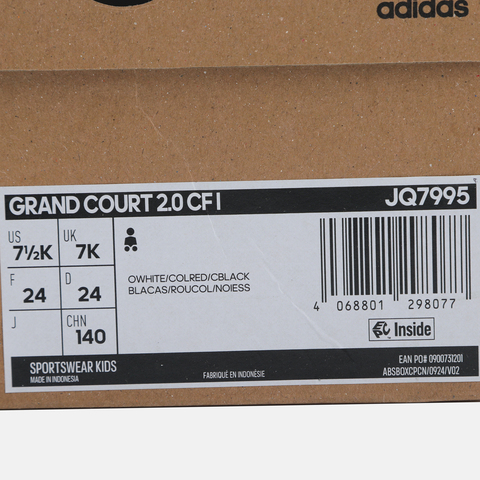 adidas
GRAND COURT 2.0 CF I JQ7995
US 7½K UK 7K
F 24 D 24
J CHN 140
OWHITE/COLRED/CBLACK
BLACAS/ROUCOL/NOIESS
4 068801 298077
Inside
SPORTSWEAR KIDS
MADE IN INDONESIA
FABRIQUÉ EN INDONÉSIE
EAN PO# 0900731201
ABSBOXCPCN/0924/V02